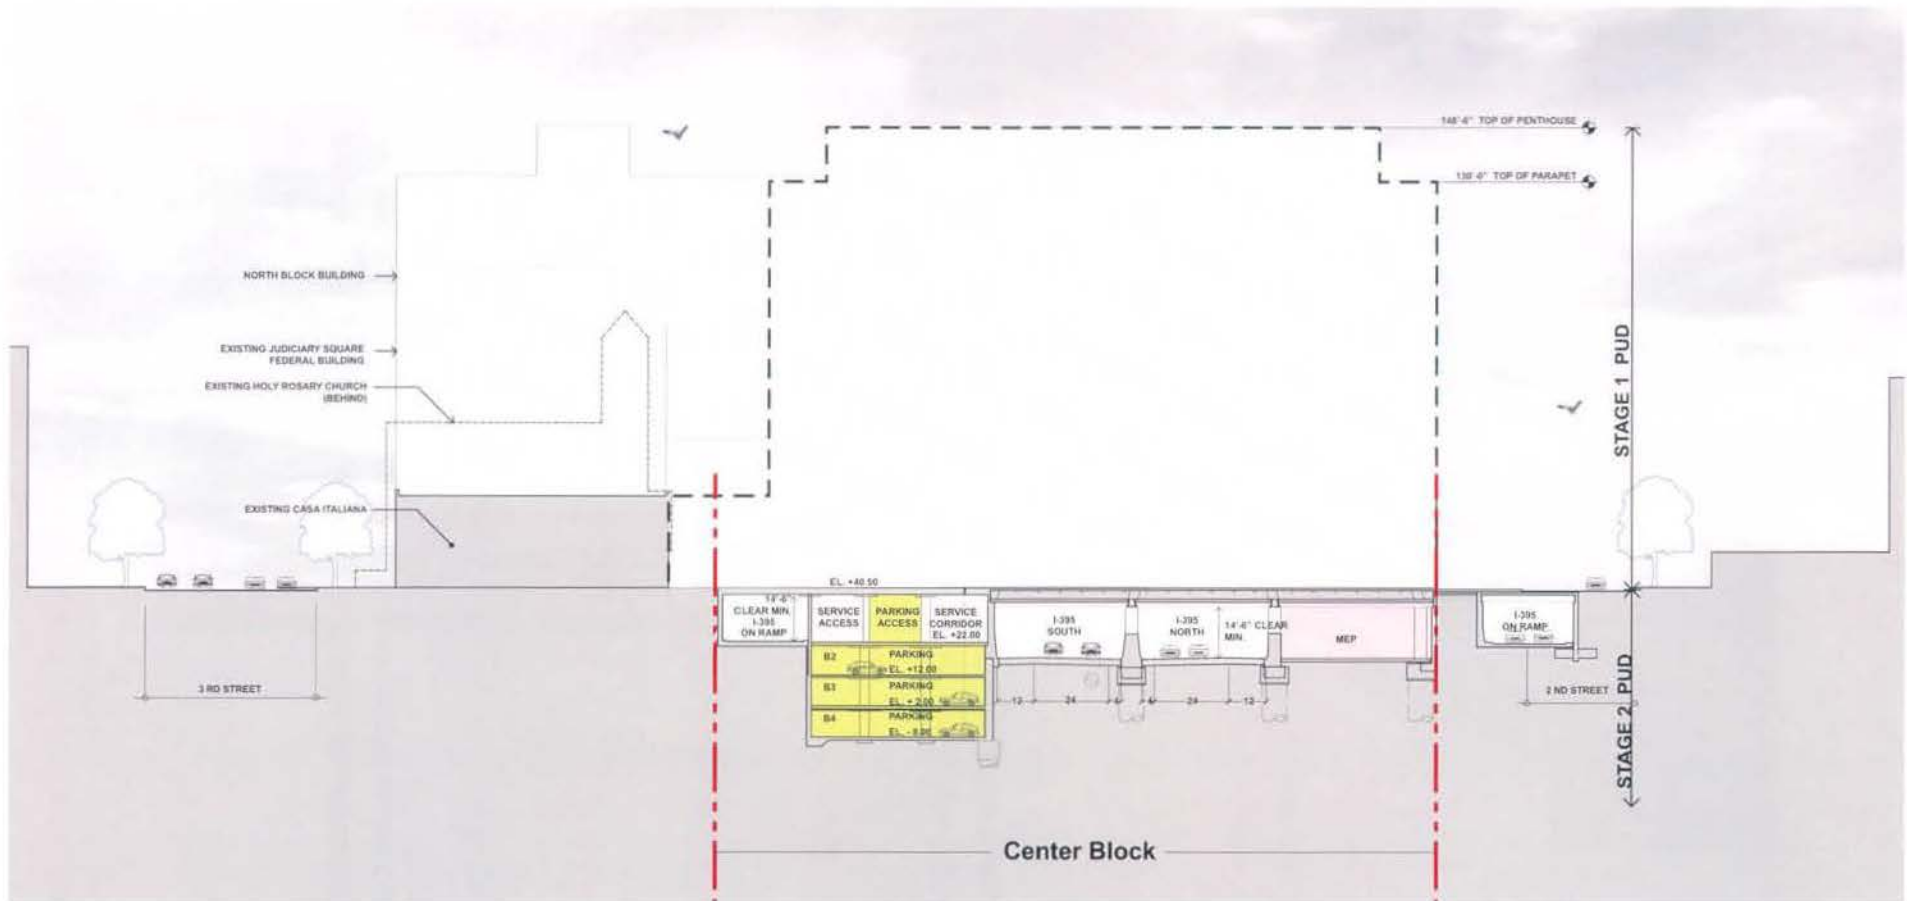 148'-6" TOP OF PENTHOUSE
130'-0" TOP OF PARAPET
NORTH BLOCK BUILDING
EXISTING JUDICIARY SQUARE
FEDERAL BUILDING
EXISTING HOLY ROSARY CHURCH
(BEHIND)
EXISTING CASA ITALIANA
STAGE 1 PUD
EL. +40.50
14'-6"
CLEAR MIN.
I-395
ON RAMP
SERVICE
ACCESS
PARKING
ACCESS
SERVICE
CORRIDOR
EL. +22.00
I-395
SOUTH
I-395
NORTH
14'-6" CLEAR
MIN.
MEP
I-395
ON RAMP
B2
PARKING
EL. +12.00
B3
PARKING
EL. + 2.00
B4
PARKING
EL. - 8.00
12
24
24
12
3 RD STREET
2 ND STREET
STAGE 2 PUD
Center Block